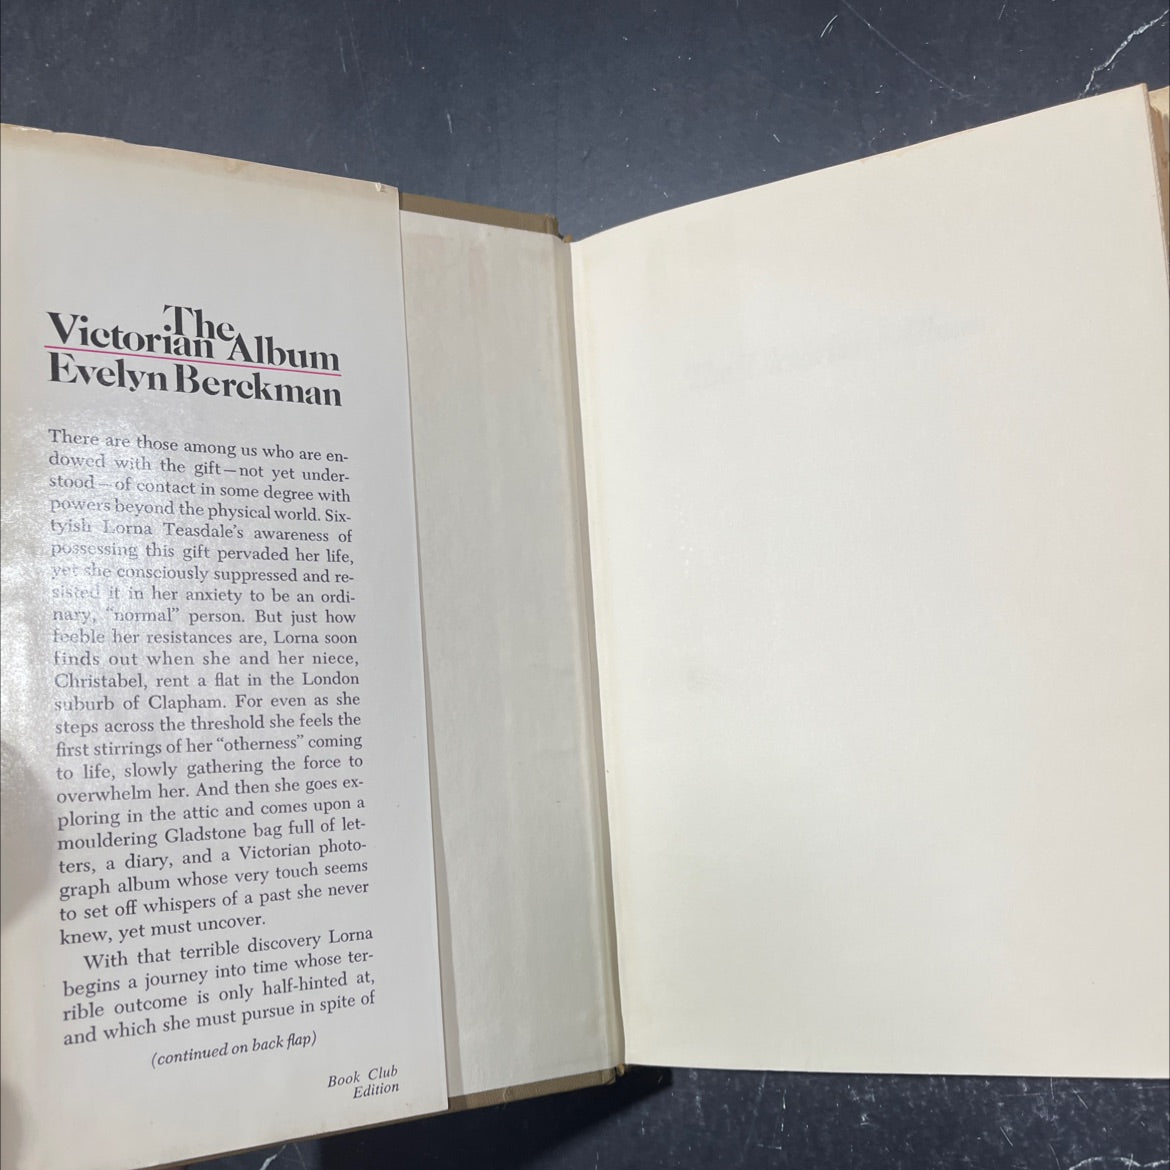 The
Victorian Album
Evelyn Berckman
There are those among us who are en-
dowed with the gift—not yet under-
stood—of contact in some degree with
powers beyond the physical world. Six-
tyish Lorna Teasdale's awareness of
possessing this gift pervaded her life,
yet she consciously suppressed and re-
sisted it in her anxiety to be an ordi-
nary, "normal" person. But just how
feeble her resistances are, Lorna soon
finds out when she and her niece,
Christabel, rent a flat in the London
suburb of Clapham. For even as she
steps across the threshold she feels the
first stirrings of her "otherness" coming
to life, slowly gathering the force to
overwhelm her. And then she goes ex-
ploring in the attic and comes upon a
mouldering Gladstone bag full of let-
ters, a diary, and a Victorian photo-
graph album whose very touch seems
to set off whispers of a past she never
knew, yet must uncover.
With that terrible discovery Lorna
begins a journey into time whose ter-
rible outcome is only half-hinted at,
and which she must pursue in spite of
(continued on back flap)
Book Club
Edition